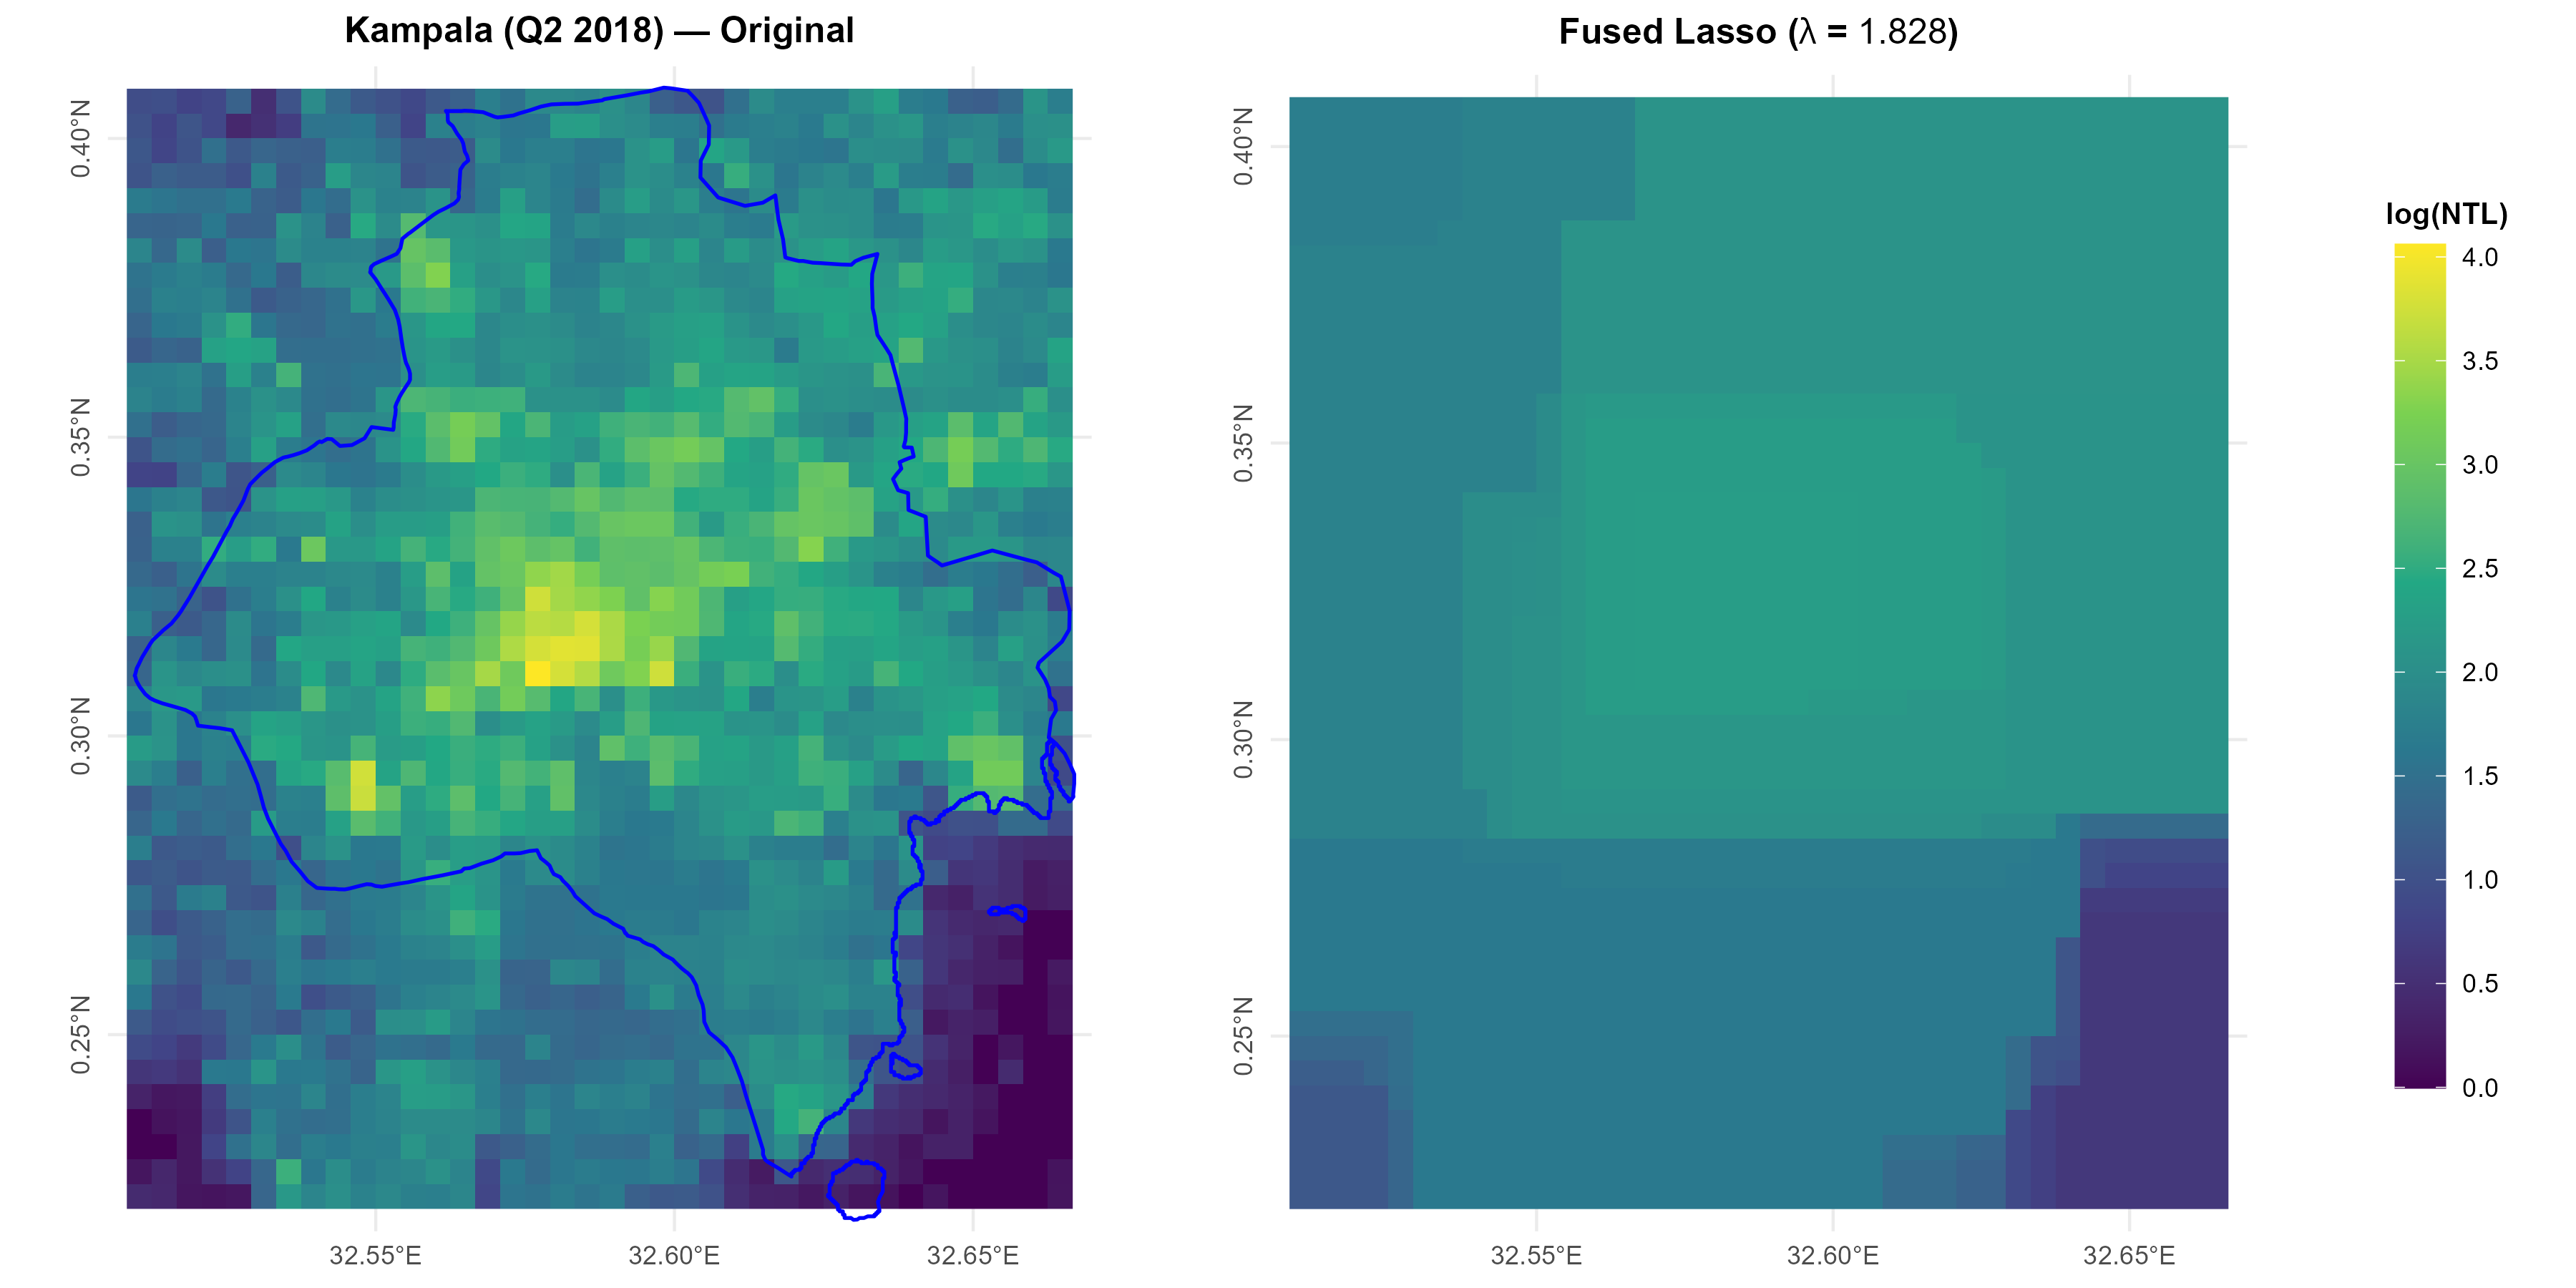 Kampala (Q2 2018) — Original
0.40°N
0.35°N
0.30°N
0.25°N
32.55°E
32.60°E
32.65°E
Fused Lasso (λ = 1.828)
0.40°N
0.35°N
0.30°N
0.25°N
32.55°E
32.60°E
32.65°E
log(NTL)
4.0
3.5
3.0
2.5
2.0
1.5
1.0
0.5
0.0